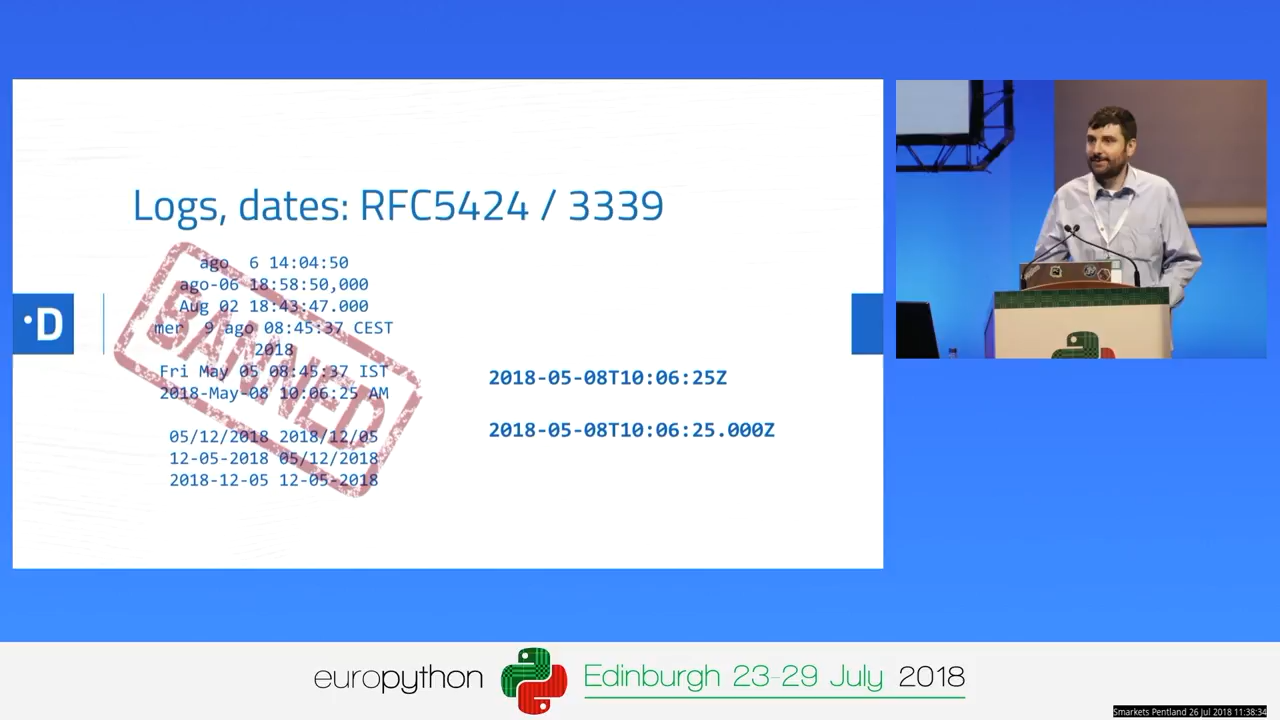 Logs, dates: RFC5424 / 3339
ago  6 14:04:50
ago-06 18:58:50,000
Aug 02 18:43:47.000
mer  9 ago 08:45:37 CEST
2018
Fri May 05 08:45:37 IST
2018-May-08 10:06:25 AM
05/12/2018 2018/12/05
12-05-2018 05/12/2018
2018-12-05 12-05-2018
BANNED
2018-05-08T10:06:25Z
2018-05-08T10:06:25.000Z
·D
europython Edinburgh 23-29 July 2018
Smarkets Pentland 26 Jul 2018 11:38:34